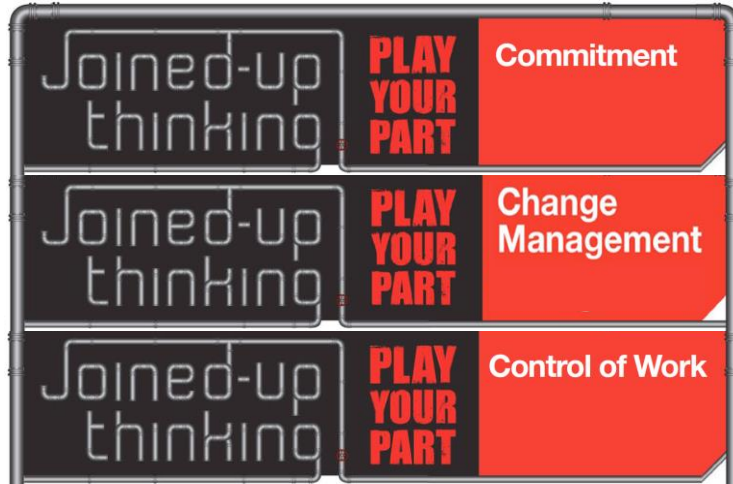 Joined-up
thinking
PLAY
YOUR
PART
Commitment
Joined-up
thinking
PLAY
YOUR
PART
Change
Management
Joined-up
thinking
PLAY
YOUR
PART
Control of Work